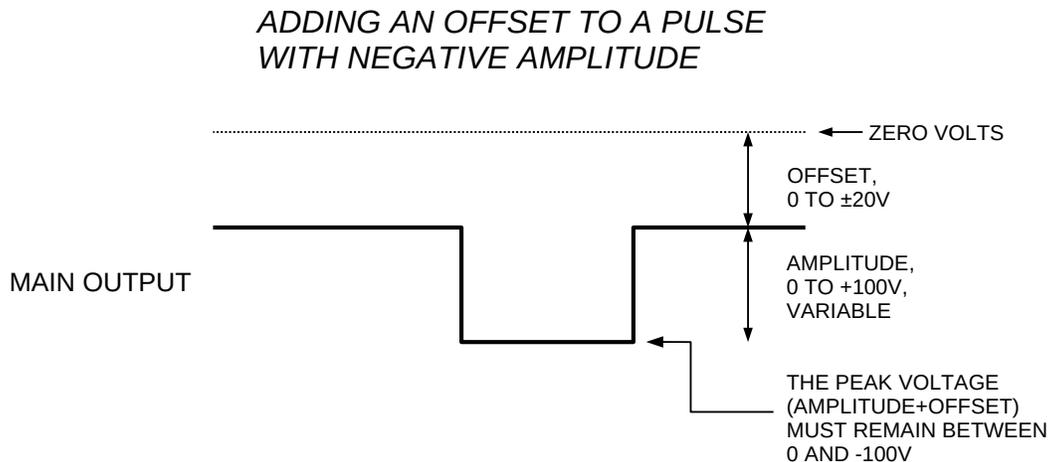 ADDING AN OFFSET TO A PULSE
WITH NEGATIVE AMPLITUDE
ZERO VOLTS
OFFSET,
0 TO ±20V
MAIN OUTPUT
AMPLITUDE,
0 TO +100V,
VARIABLE
THE PEAK VOLTAGE
(AMPLITUDE+OFFSET)
MUST REMAIN BETWEEN
0 AND -100V